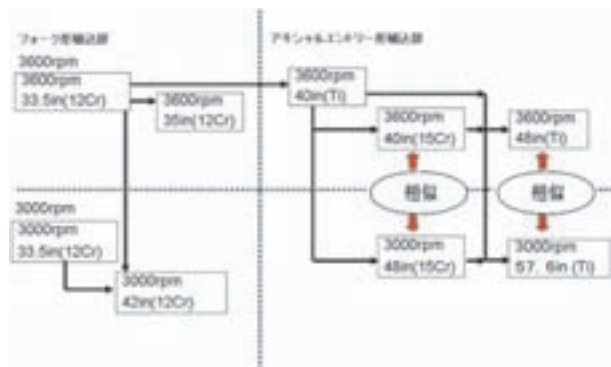 フォーク形植込部
3600rpm
3600rpm
33.5in(12Cr)
3600rpm
35in(12Cr)
3000rpm
3000rpm
33.5in(12Cr)
3000rpm
42in(12Cr)
アキシャルエントリー形植込部
3600rpm
40in(Ti)
3600rpm
40in(15Cr)
3600rpm
48in(Ti)
相似
相似
3000rpm
48in(15Cr)
3000rpm
57. 6in (Ti)